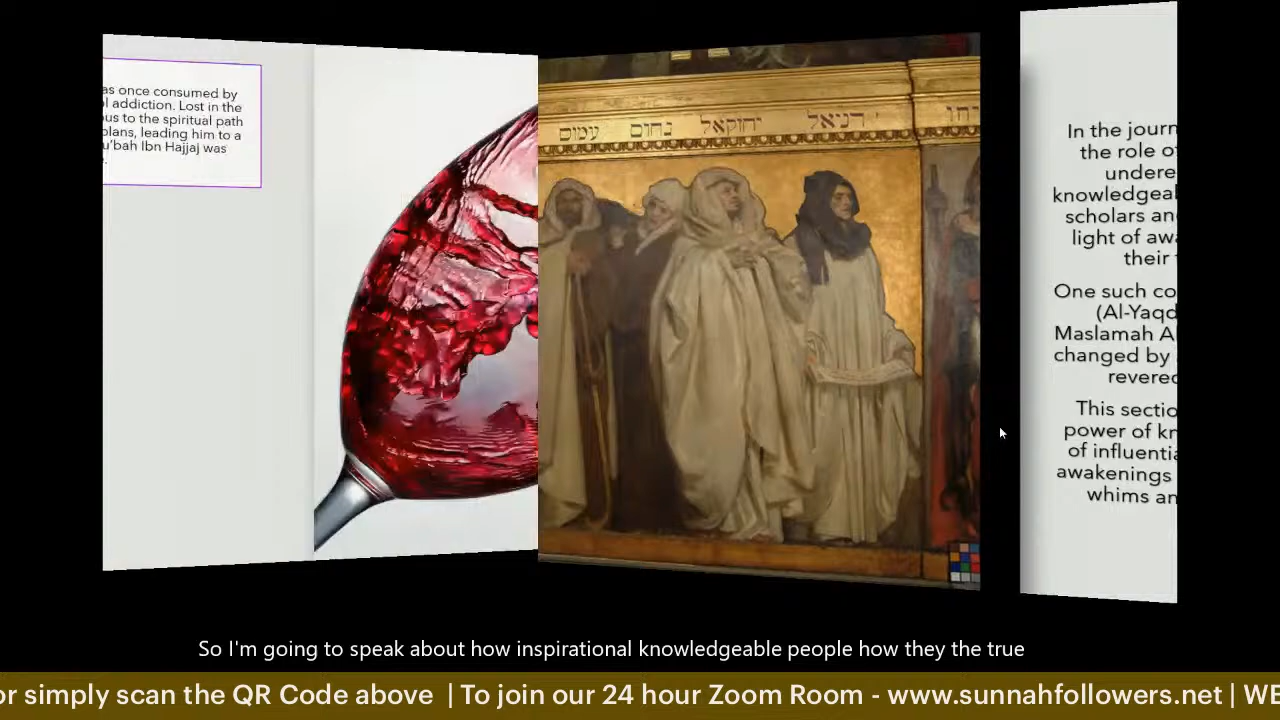 as once consumed by
l addiction. Lost in the
us to the spiritual path
plans, leading him to a
u'bah Ibn Hajjaj was
עמוס נחום יחזקאל דניאל
In the journ
the role o
undere
knowledgeal
scholars an
light of awa
their
One such co
(Al-Yaqd
Maslamah A
changed by
revered
This sectio
power of kn
of influentia
awakenings
whims an
So I'm going to speak about how inspirational knowledgeable people how they the true
or simply scan the QR Code above | To join our 24 hour Zoom Room - www.sunnahfollowers.net | WE